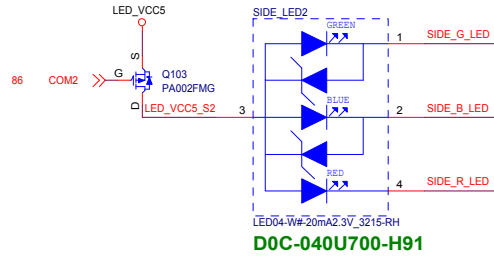 LED_VCC5
SIDE_LED2
GREEN
1
SIDE_G_LED
S
86
COM2
G
Q103
PA002FMG
D
LED_VCC5_S2
3
BLUE
2
SIDE_B_LED
RED
4
SIDE_R_LED
LED04-W#-20mA2.3V_3215-RH
D0C-040U700-H91